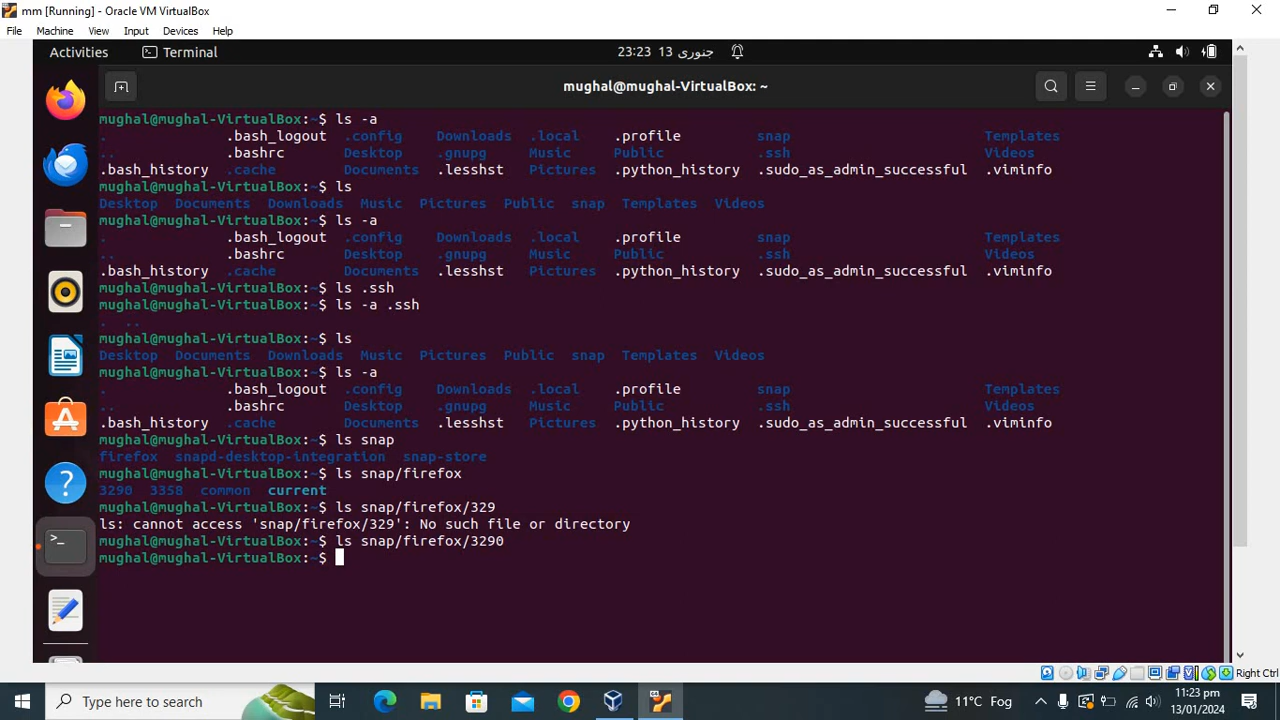 mm [Running] - Oracle VM VirtualBox
File Machine View Input Devices Help
Activities Terminal 23:23 13 جنوری
mughal@mughal-VirtualBox: ~
mughal@mughal-VirtualBox:~$ ls -a
. .bash_logout .config Downloads .local .profile snap Templates
.. .bashrc Desktop .gnupg Music Public .ssh Videos
.bash_history .cache Documents .lesshst Pictures .python_history .sudo_as_admin_successful .viminfo
mughal@mughal-VirtualBox:~$ ls
Desktop Documents Downloads Music Pictures Public snap Templates Videos
mughal@mughal-VirtualBox:~$ ls -a
. .bash_logout .config Downloads .local .profile snap Templates
.. .bashrc Desktop .gnupg Music Public .ssh Videos
.bash_history .cache Documents .lesshst Pictures .python_history .sudo_as_admin_successful .viminfo
mughal@mughal-VirtualBox:~$ ls .ssh
mughal@mughal-VirtualBox:~$ ls -a .ssh
. ..
mughal@mughal-VirtualBox:~$ ls
Desktop Documents Downloads Music Pictures Public snap Templates Videos
mughal@mughal-VirtualBox:~$ ls -a
. .bash_logout .config Downloads .local .profile snap Templates
.. .bashrc Desktop .gnupg Music Public .ssh Videos
.bash_history .cache Documents .lesshst Pictures .python_history .sudo_as_admin_successful .viminfo
mughal@mughal-VirtualBox:~$ ls snap
firefox snapd-desktop-integration snap-store
mughal@mughal-VirtualBox:~$ ls snap/firefox
3290 3358 common current
mughal@mughal-VirtualBox:~$ ls snap/firefox/329
ls: cannot access 'snap/firefox/329': No such file or directory
mughal@mughal-VirtualBox:~$ ls snap/firefox/3290
mughal@mughal-VirtualBox:~$
Right Ctrl
Type here to search
11°C Fog
11:23 pm
13/01/2024